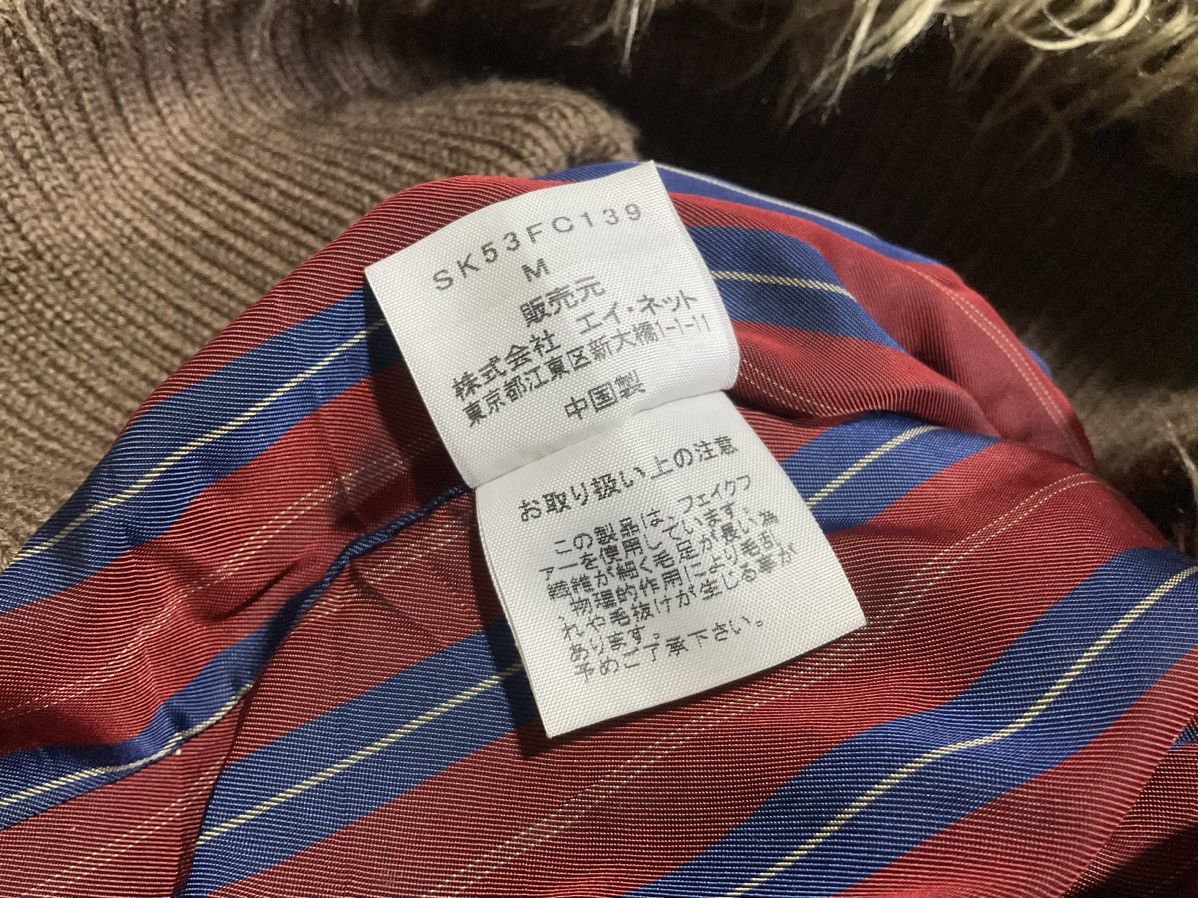 SK53FC139
M
販売元
株式会社 エイ・ネット
東京都江東区新大橋1-1-11
中国製
お取り扱い上の注意
この製品は、フェイクフ
ァーを使用しています。
繊維が細く毛足が長い為
物理的作用により毛切
れや毛抜けが生じる事が
あります。
予めご了承下さい。